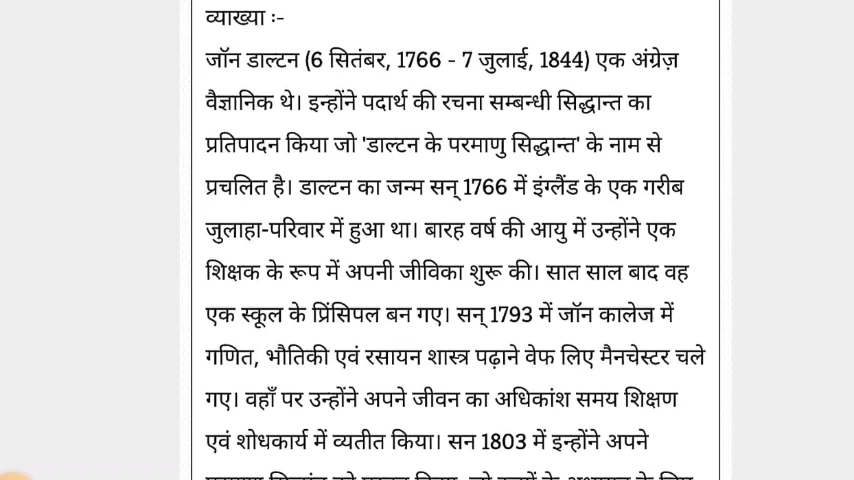 व्याख्या :-
जॉन डाल्टन (6 सितंबर, 1766 - 7 जुलाई, 1844) एक अंग्रेज़
वैज्ञानिक थे। इन्होंने पदार्थ की रचना सम्बन्धी सिद्धान्त का
प्रतिपादन किया जो 'डाल्टन के परमाणु सिद्धान्त' के नाम से
प्रचलित है। डाल्टन का जन्म सन् 1766 में इंग्लैंड के एक गरीब
जुलाहा-परिवार में हुआ था। बारह वर्ष की आयु में उन्होंने एक
शिक्षक के रूप में अपनी जीविका शुरू की। सात साल बाद वह
एक स्कूल के प्रिंसिपल बन गए। सन् 1793 में जॉन कालेज में
गणित, भौतिकी एवं रसायन शास्त्र पढ़ाने वेफ लिए मैनचेस्टर चले
गए। वहाँ पर उन्होंने अपने जीवन का अधिकांश समय शिक्षण
एवं शोधकार्य में व्यतीत किया। सन 1803 में इन्होंने अपने